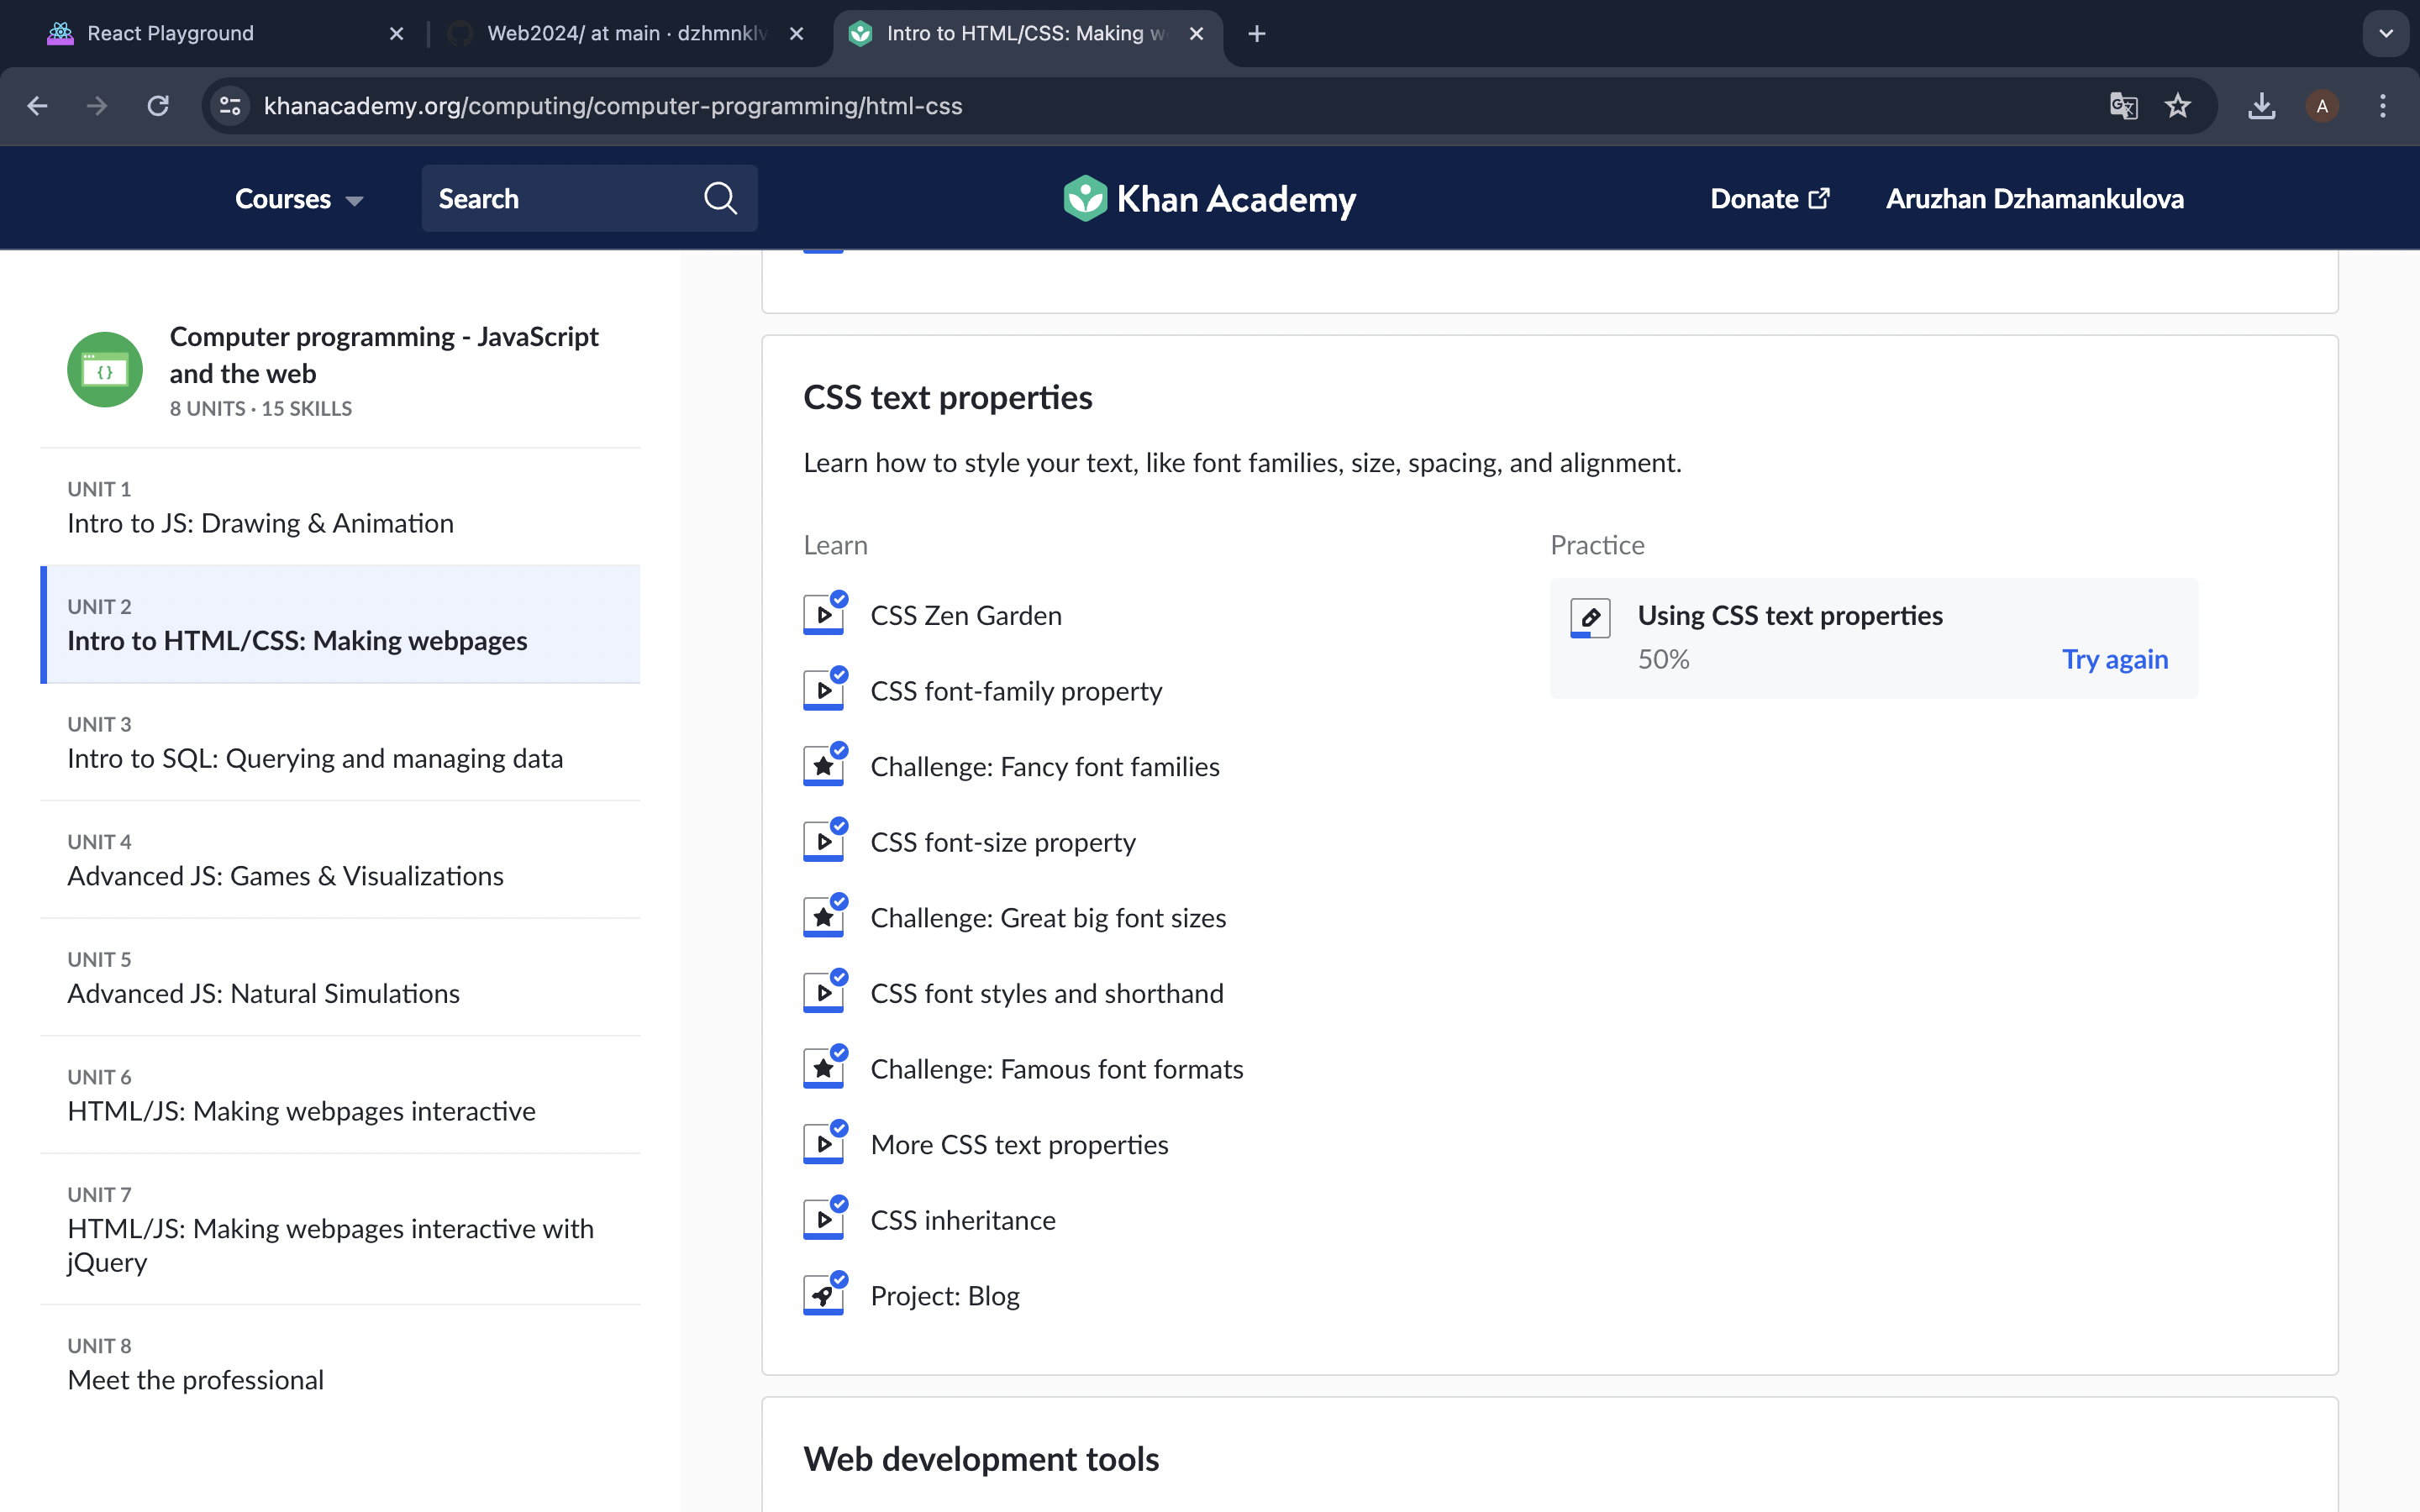 React Playground
Web2024/ at main · dzhmnklv
Intro to HTML/CSS: Making w
khanacademy.org/computing/computer-programming/html-css
A
Courses
Search
Khan Academy
Donate
Aruzhan Dzhamankulova
Computer programming - JavaScript
and the web
8 UNITS · 15 SKILLS
UNIT 1
Intro to JS: Drawing & Animation
UNIT 2
Intro to HTML/CSS: Making webpages
UNIT 3
Intro to SQL: Querying and managing data
UNIT 4
Advanced JS: Games & Visualizations
UNIT 5
Advanced JS: Natural Simulations
UNIT 6
HTML/JS: Making webpages interactive
UNIT 7
HTML/JS: Making webpages interactive with
jQuery
UNIT 8
Meet the professional
CSS text properties
Learn how to style your text, like font families, size, spacing, and alignment.
Learn
CSS Zen Garden
CSS font-family property
Challenge: Fancy font families
CSS font-size property
Challenge: Great big font sizes
CSS font styles and shorthand
Challenge: Famous font formats
More CSS text properties
CSS inheritance
Project: Blog
Practice
Using CSS text properties
50%
Try again
Web development tools